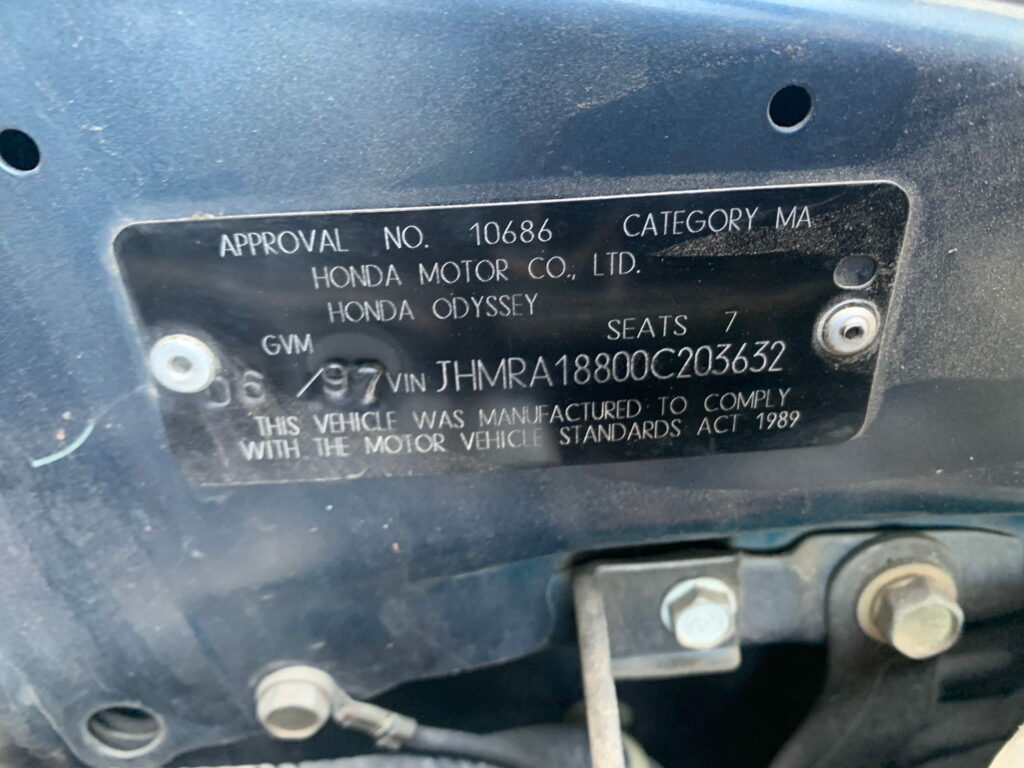 APPROVAL NO. 10686 CATEGORY MA
HONDA MOTOR CO., LTD.
HONDA ODYSSEY
GVM SEATS 7
06 /97 VIN JHMRA18800C203632
THIS VEHICLE WAS MANUFACTURED TO COMPLY
WITH THE MOTOR VEHICLE STANDARDS ACT 1989